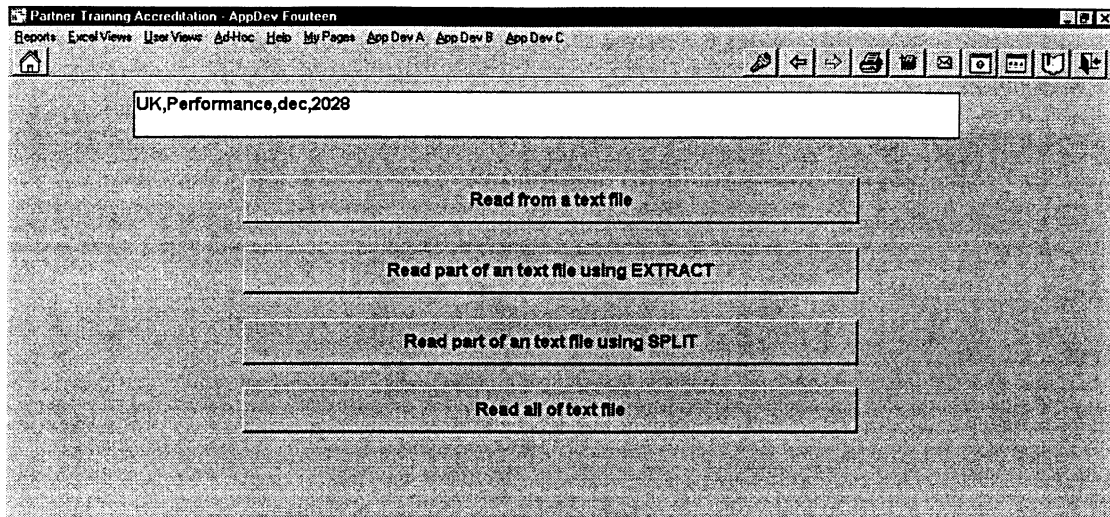 Partner Training Accreditation - AppDev Fourteen
Reports Excel Views User Views Ad-Hoc Help My Pages App Dev A App Dev B App Dev C
UK,Performance,dec,2028
Read from a text file
Read part of an text file using EXTRACT
Read part of an text file using SPLIT
Read all of text file